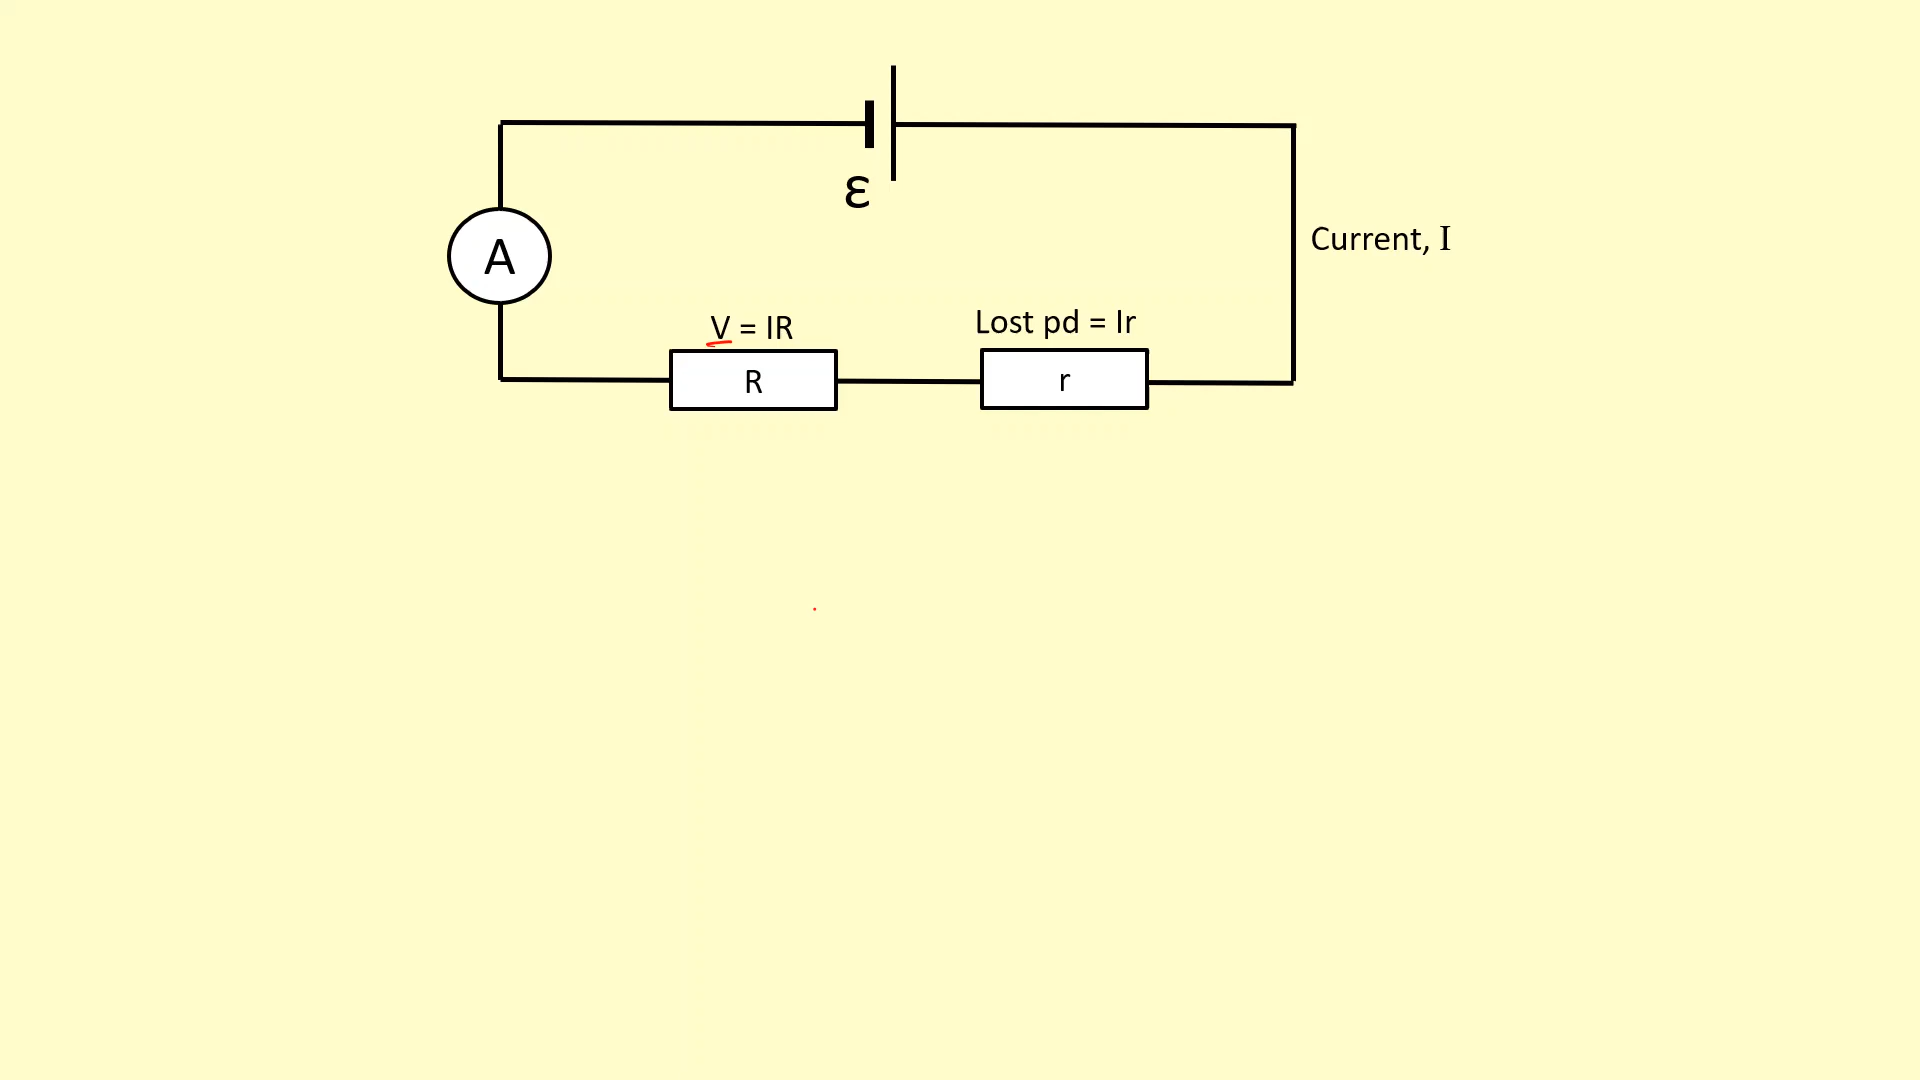 ε
Current, I
A
V = IR
Lost pd = Ir
R
r